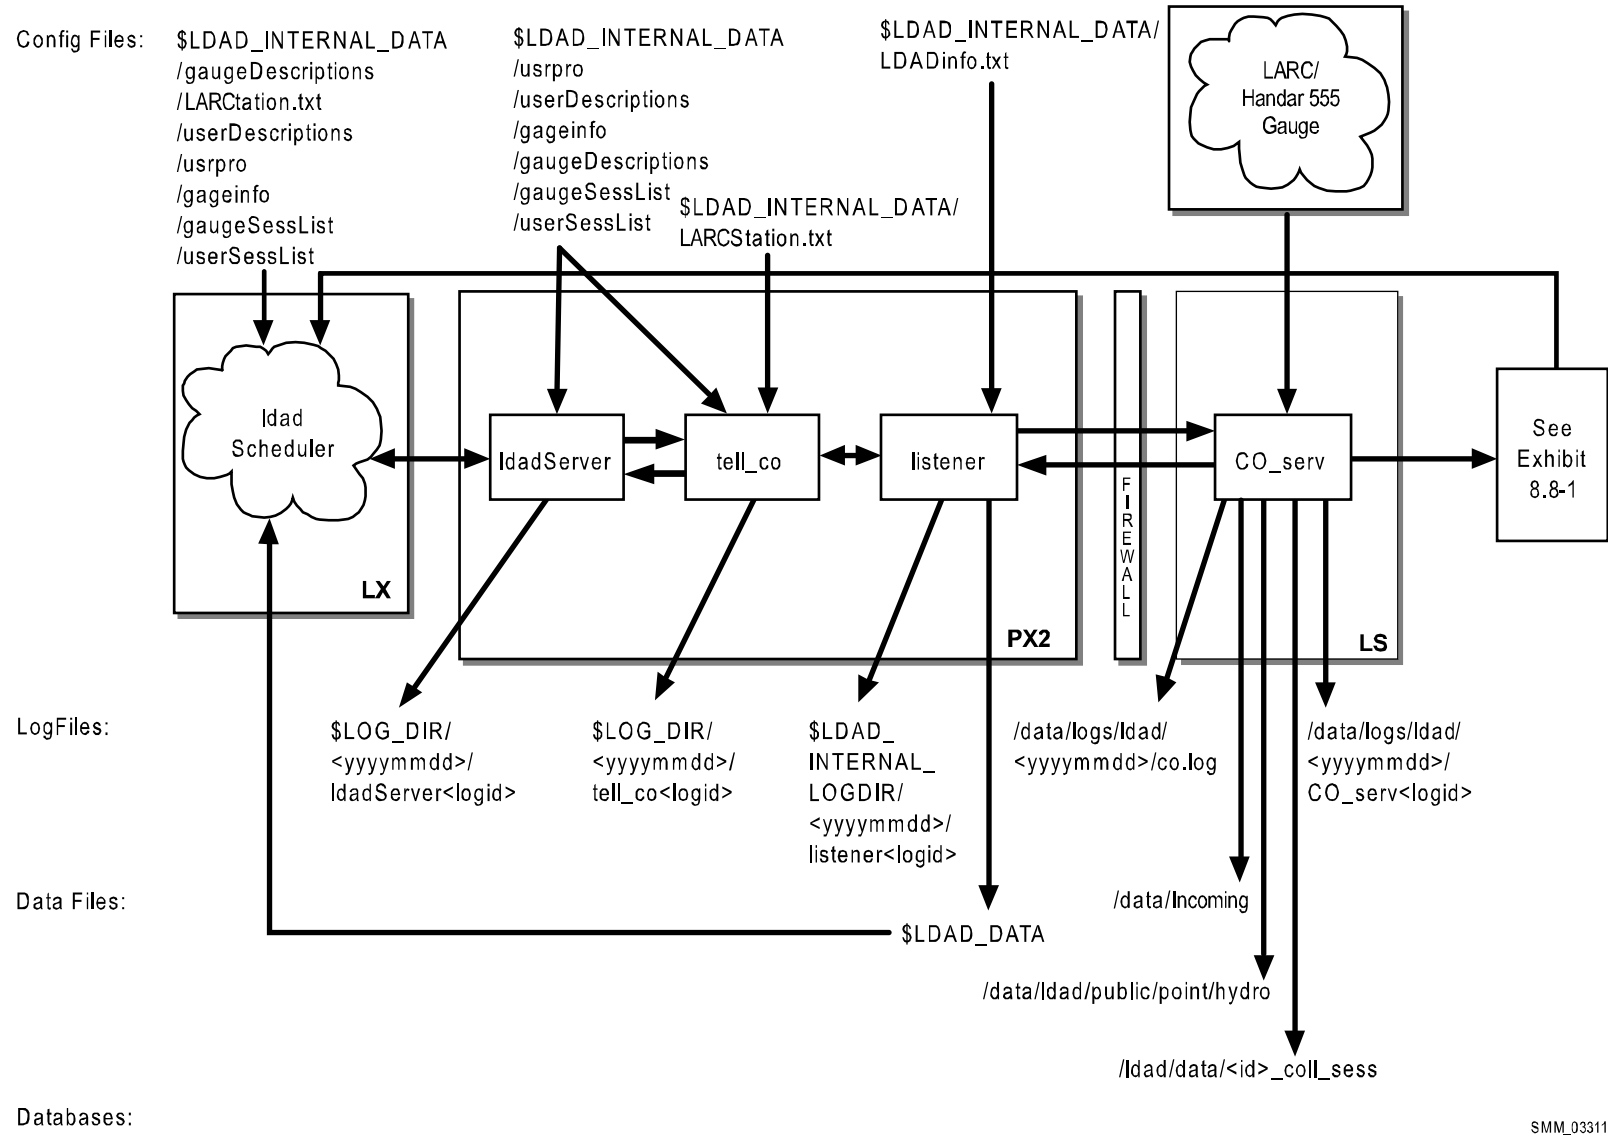 Config Files:
$LDAD_INTERNAL_DATA
/gaugeDescriptions
/LARCtation.txt
/userDescriptions
/usrpro
/gageinfo
/gaugeSessList
/userSessList
$LDAD_INTERNAL_DATA
/usrpro
/userDescriptions
/gageinfo
/gaugeDescriptions
/gaugeSessList
/userSessList
$LDAD_INTERNAL_DATA/
LARCStation.txt
$LDAD_INTERNAL_DATA/
LDADinfo.txt
LARC/
Handar 555
Gauge
ldad
Scheduler
LX
ldadServer
tell_co
listener
PX2
FIREWALL
CO_serv
LS
See
Exhibit
8.8-1
LogFiles:
$LOG_DIR/
<yyyymmdd>/
ldadServer<logid>
$LOG_DIR/
<yyyymmdd>/
tell_co<logid>
$LDAD_
INTERNAL_
LOGDIR/
<yyyymmdd>/
listener<logid>
/data/logs/ldad/
<yyyymmdd>/co.log
/data/logs/ldad/
<yyyymmdd>/
CO_serv<logid>
Data Files:
$LDAD_DATA
/data/Incoming
/data/ldad/public/point/hydro
/ldad/data/<id>_coll_sess
Databases:
SMM_03311